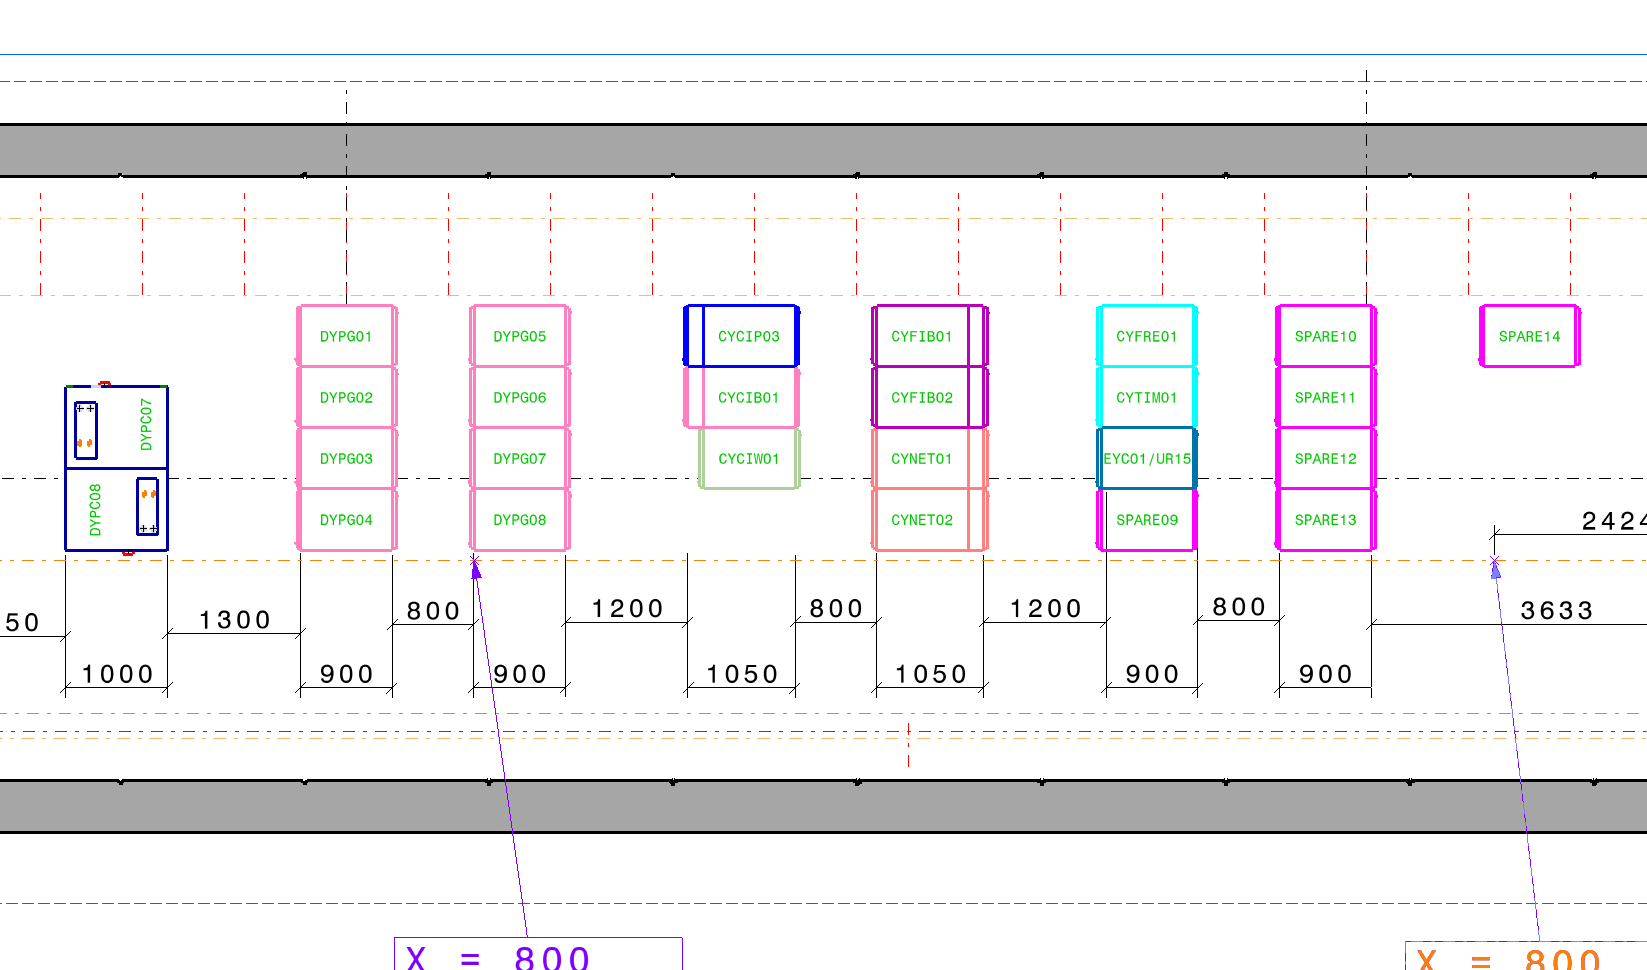 DYPG01 DYPG05 CYCIP03 CYFIB01 CYFRE01 SPARE10 SPARE14
DYPG02 DYPG06 CYCIB01 CYFIB02 CYTIM01 SPARE11
DYPC07
DYPG03 DYPG07 CYCIW01 CYNET01 EYC01/UR15 SPARE12
DYPC08
DYPG04 DYPG08 CYNET02 SPARE09 SPARE13
2424
50 1300 800 1200 800 1200 800 3633
1000 900 900 1050 1050 900 900
X = 800
X = 800